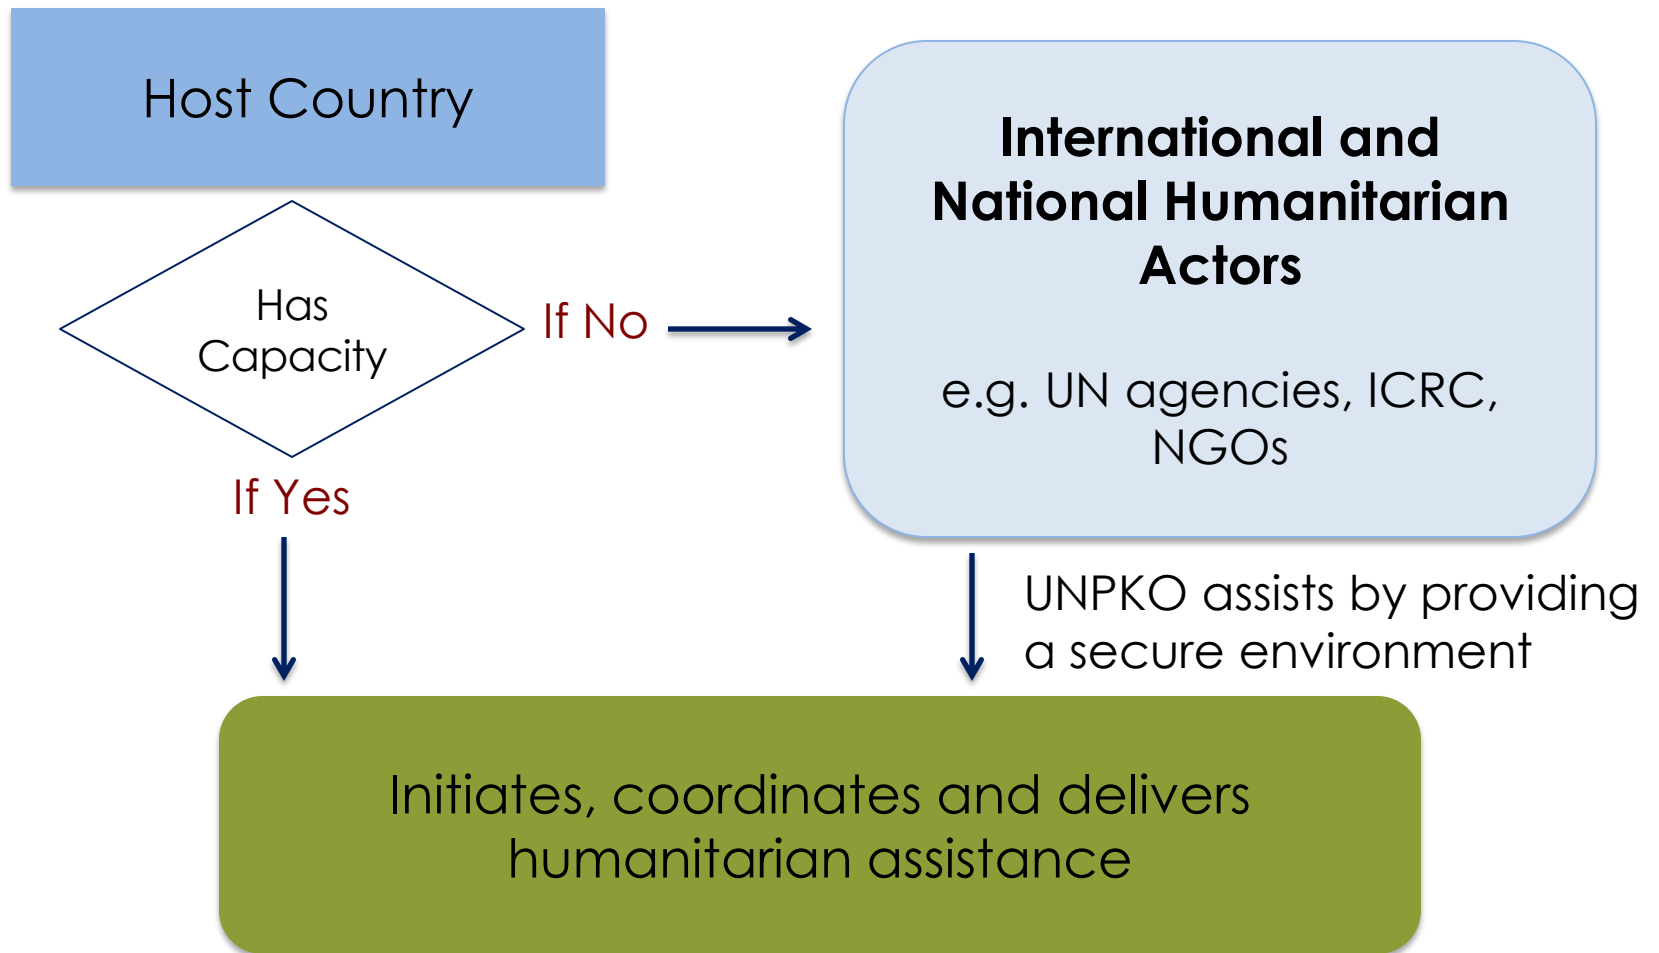 Host Country
Has
Capacity
If No
If Yes
International and
National Humanitarian
Actors
e.g. UN agencies, ICRC,
NGOs
UNPKO assists by providing
a secure environment
Initiates, coordinates and delivers
humanitarian assistance